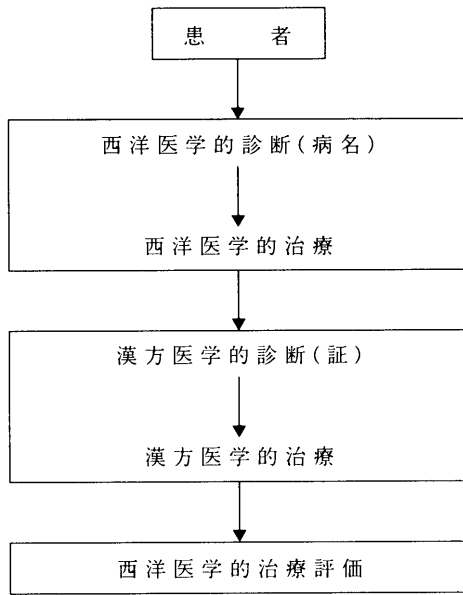 患者
西洋医学的診断(病名)
西洋医学的治療
漢方医学的診断(証)
漢方医学的治療
西洋医学的治療評価